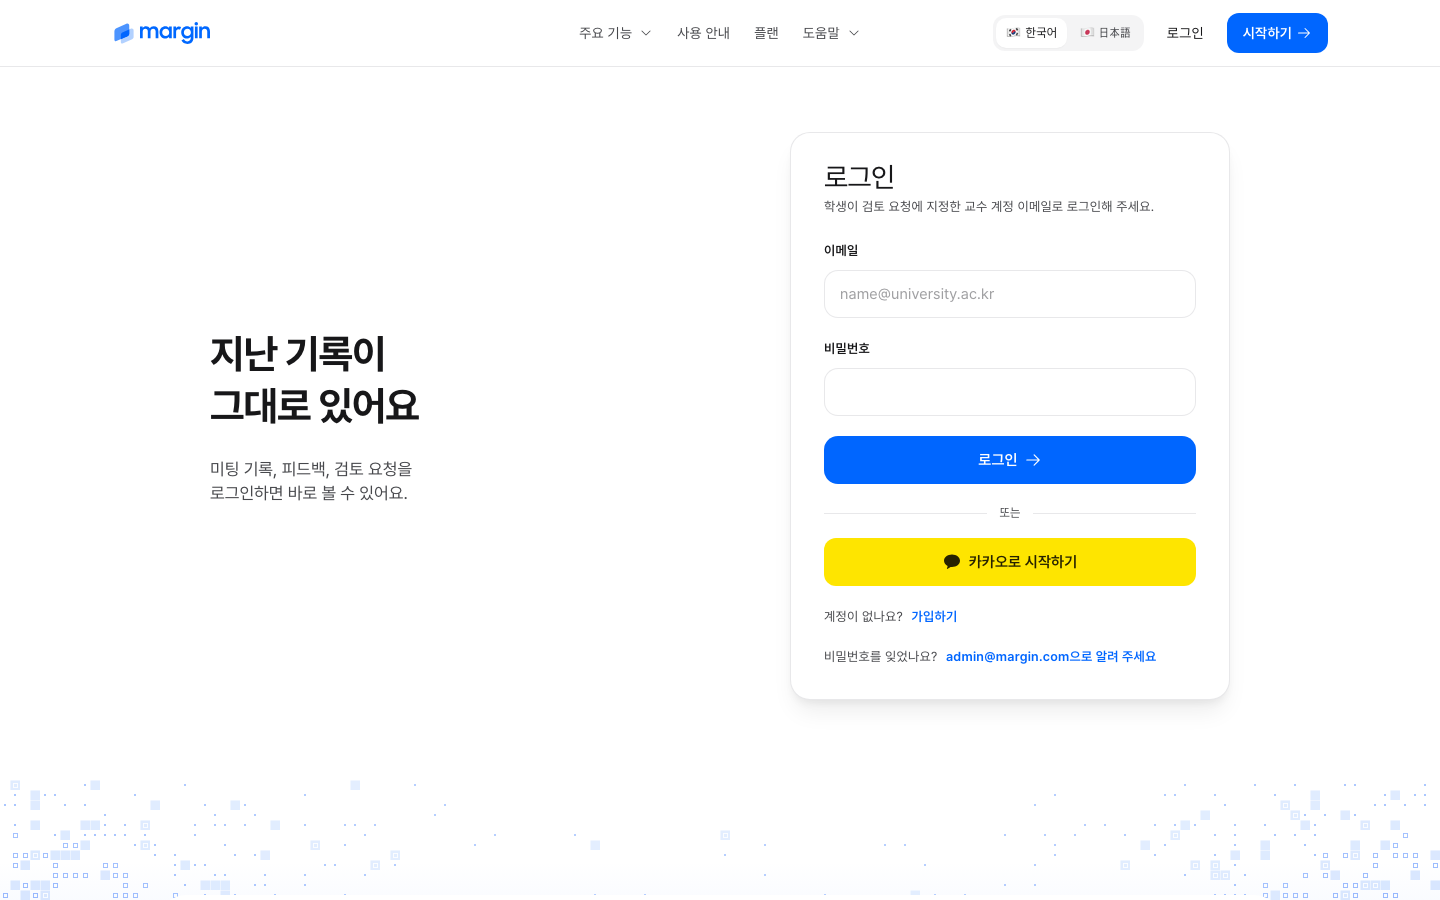 margin
주요 기능
사용 안내
플랜
도움말
🇰🇷 한국어
🇯🇵 日本語
로그인
시작하기 →
지난 기록이
그대로 있어요
미팅 기록, 피드백, 검토 요청을
로그인하면 바로 볼 수 있어요.
로그인
학생이 검토 요청에 지정한 교수 계정 이메일로 로그인해 주세요.
이메일
name@university.ac.kr
비밀번호
로그인 →
또는
카카오로 시작하기
계정이 없나요? 가입하기
비밀번호를 잊었나요? admin@margin.com으로 알려 주세요